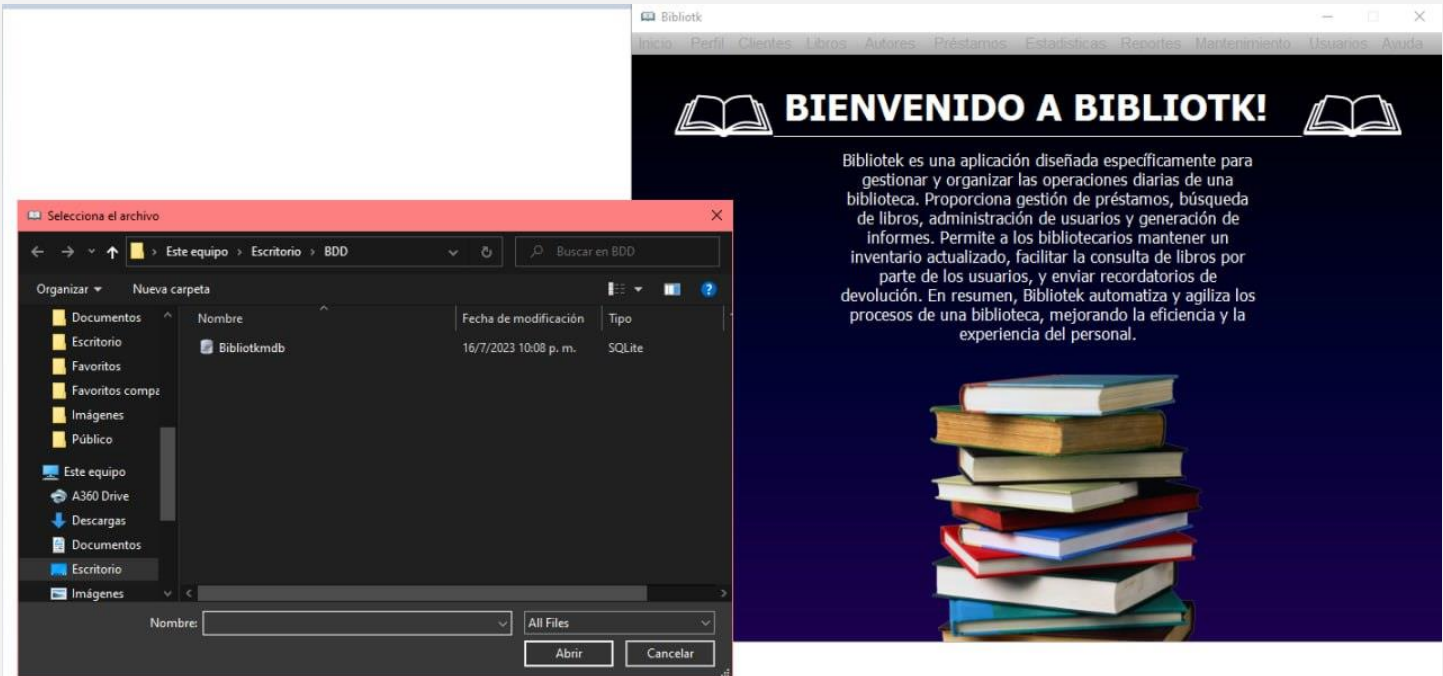 Bibliotk
Inicio Perfil Clientes Libros Autores Préstamos Estadisticas Reportes Mantenimiento Usuarios Ayuda
BIENVENIDO A BIBLIOTK!
Bibliotek es una aplicación diseñada específicamente para
gestionar y organizar las operaciones diarias de una
biblioteca. Proporciona gestión de préstamos, búsqueda
de libros, administración de usuarios y generación de
informes. Permite a los bibliotecarios mantener un
inventario actualizado, facilitar la consulta de libros por
parte de los usuarios, y enviar recordatorios de
devolución. En resumen, Bibliotek automatiza y agiliza los
procesos de una biblioteca, mejorando la eficiencia y la
experiencia del personal.
Selecciona el archivo
Este equipo > Escritorio > BDD
Buscar en BDD
Organizar Nueva carpeta
Nombre Fecha de modificación Tipo
Bibliotkmdb 16/7/2023 10:08 p. m. SQLite
Documentos
Escritorio
Favoritos
Favoritos compa
Imágenes
Público
Este equipo
A360 Drive
Descargas
Documentos
Escritorio
Imágenes
Nombre:
All Files
Abrir Cancelar